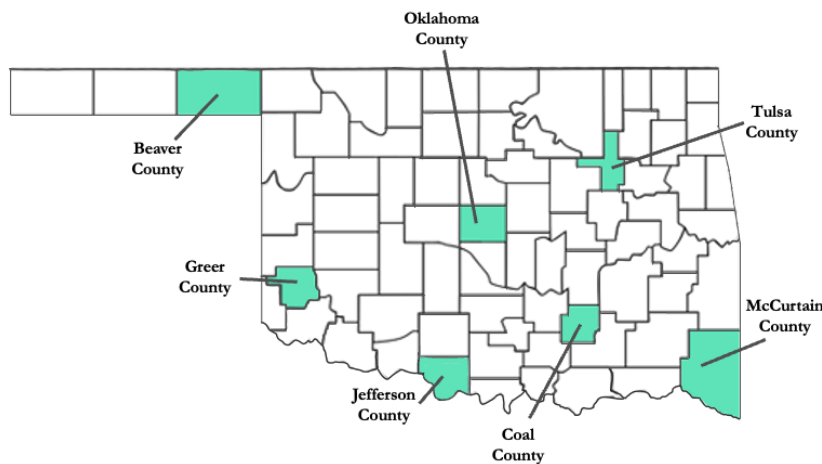 Oklahoma
County
Tulsa
County
Beaver
County
Greer
County
McCurtain
County
Jefferson
County
Coal
County